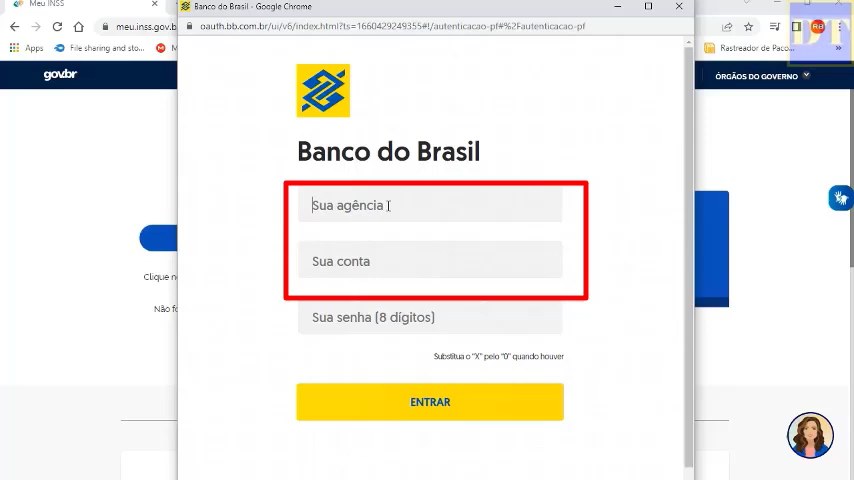 Meu INSS
Banco do Brasil - Google Chrome
meu.inss.gov.b
oauth.bb.com.br/ui/v6/index.html?ts=1660429249355#!/autenticacao-pf#%2Fautenticacao-pf
RB
DT
Apps
File sharing and sto...
Rastreador de Paco...
gov.br
ÓRGÃOS DO GOVERNO
Banco do Brasil
Sua agência
Sua conta
Clique n
Não fo
Sua senha (8 dígitos)
Substitua o "X" pelo "0" quando houver
ENTRAR